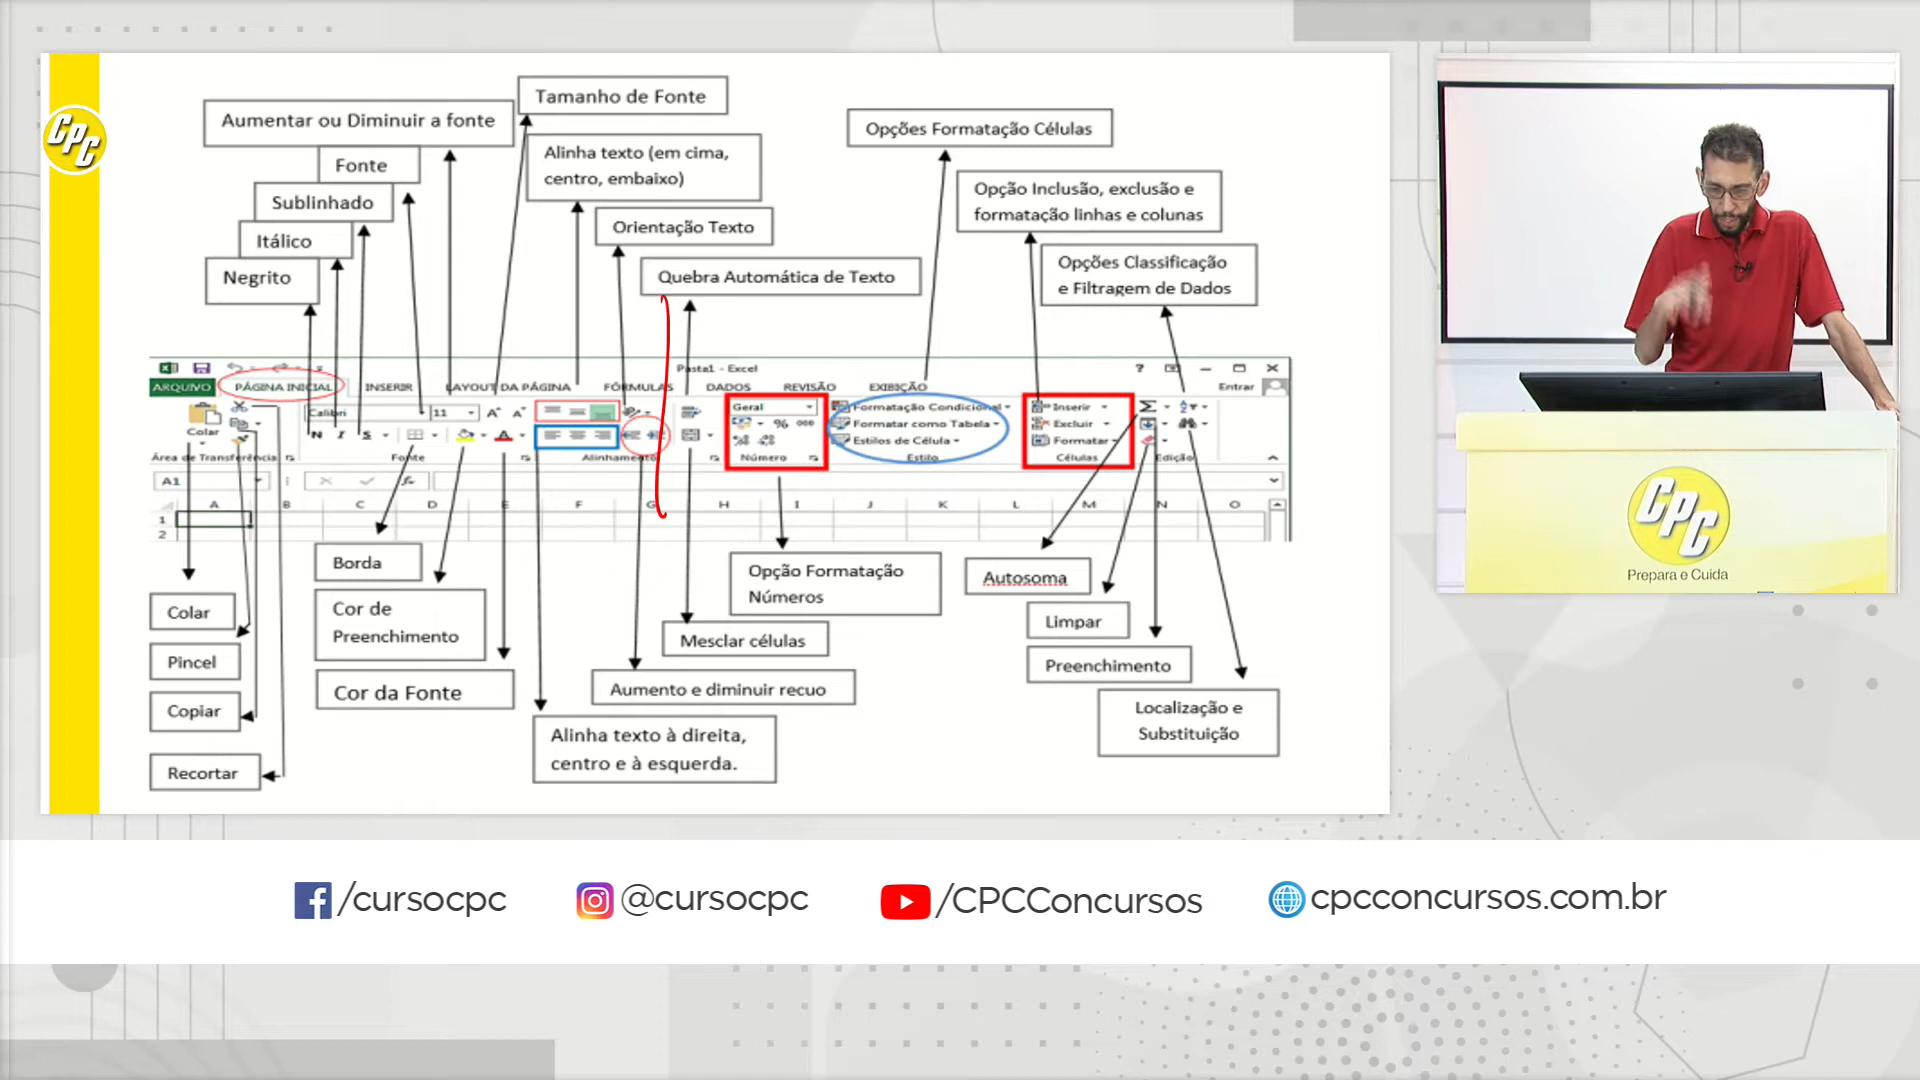 CPC
Tamanho de Fonte
Aumentar ou Diminuir a fonte
Opções Formatação Células
Alinha texto (em cima,
centro, embaixo)
Fonte
Opção Inclusão, exclusão e
formatação linhas e colunas
Sublinhado
Orientação Texto
Itálico
Negrito
Quebra Automática de Texto
Opções Classificação
e Filtragem de Dados
Pasta1 - Excel
ARQUIVO PÁGINA INICIAL INSERIR LAYOUT DA PÁGINA FÓRMULAS DADOS REVISÃO EXIBIÇÃO Entrar
Calibri 11 Geral Formatação Condicional Inserir
Colar N I S % 000 Formatar como Tabela Excluir
Estilos de Célula Formatar
Área de Transferência Fonte Alinhamento Número Estilo Células Edição
A1 fx
A B C D E F G H I J K L M N O
1
2
Borda
Opção Formatação
Números
Autosoma
Colar
Cor de
Preenchimento
Limpar
Mesclar células
Pincel
Preenchimento
Cor da Fonte
Aumento e diminuir recuo
Copiar
Localização e
Substituição
Alinha texto à direita,
centro e à esquerda.
Recortar
CPC
Prepara e Cuida
/cursocpc @cursocpc /CPCConcursos cpcconcursos.com.br